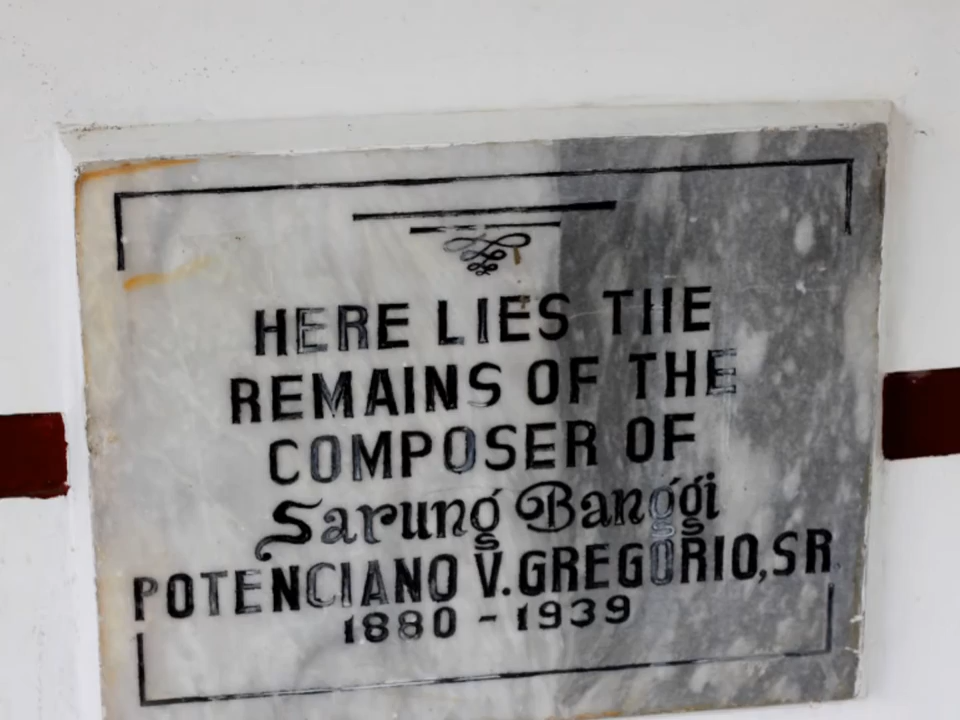 HERE LIES THE
REMAINS OF THE
COMPOSER OF
Sarung Banggi
POTENCIANO V. GREGORIO, SR.
1880 - 1939